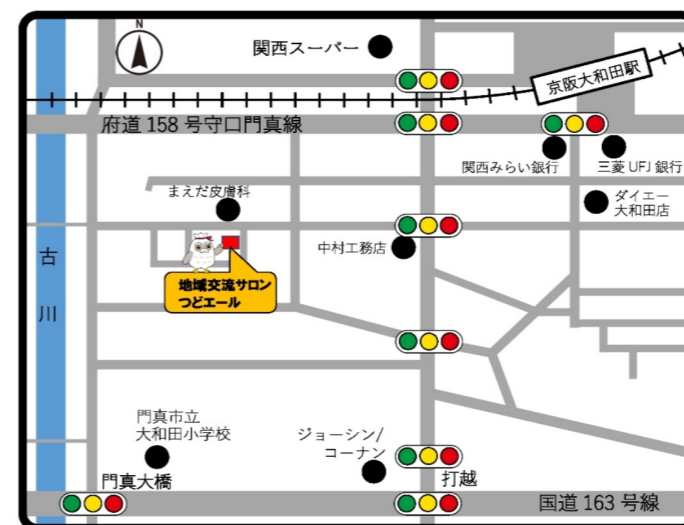 N
関西スーパー
京阪大和田駅
府道 158 号守口門真線
関西みらい銀行
三菱 UFJ 銀行
まえだ皮膚科
ダイエー
大和田店
中村工務店
古川
地域交流サロン
つどエール
門真市立
大和田小学校
ジョーシン/
コーナン
門真大橋
打越
国道 163 号線